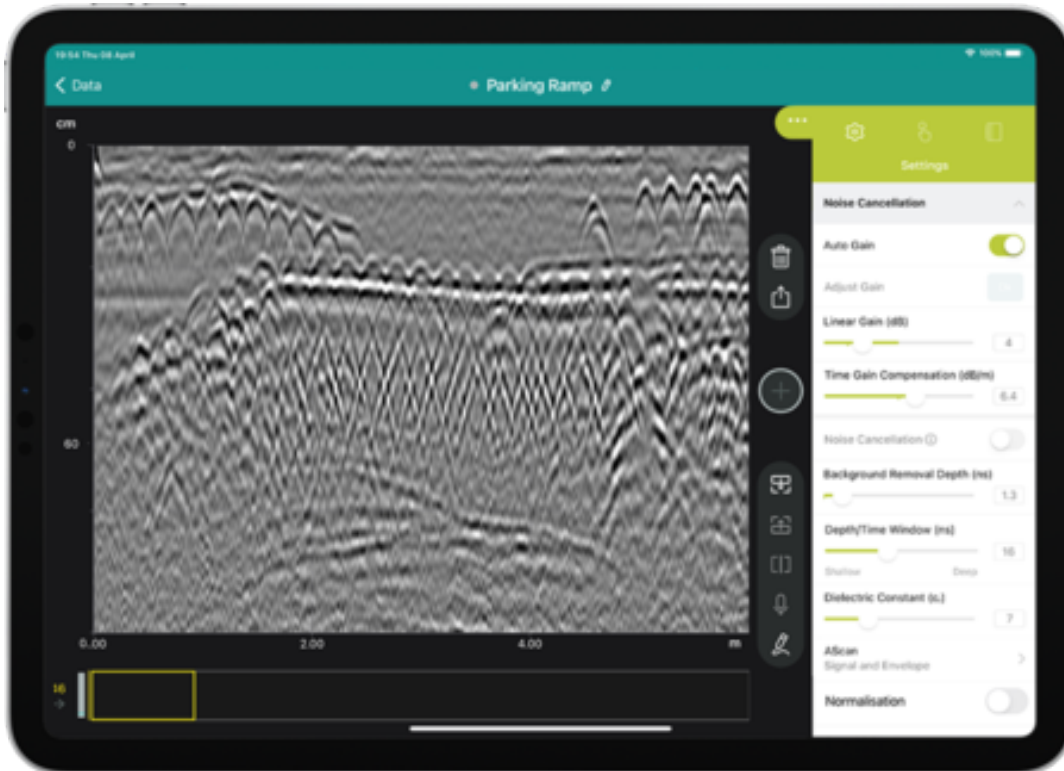 19:54 Thu 08 April
100%
Data
Parking Ramp
cm
0
60
0.00
2.00
4.00
m
16
Settings
Noise Cancellation
Auto Gain
Adjust Gain
Linear Gain (dB)
4
Time Gain Compensation (dB/m)
6.4
Noise Cancellation
Background Removal Depth (ns)
1.3
Depth/Time Window (ns)
16
Shallow
Deep
Dielectric Constant (εᵣ)
7
AScan
Signal and Envelope
Normalisation